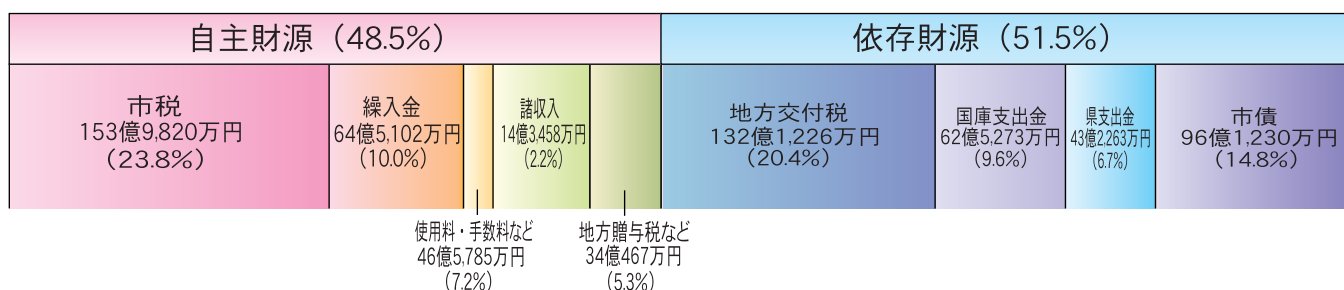 自主財源（48.5%）
依存財源（51.5%）
市税
153億9,820万円
（23.8%）
繰入金
64億5,102万円
（10.0%）
諸収入
14億3,458万円
（2.2%）
地方交付税
132億1,226万円
（20.4%）
国庫支出金
62億5,273万円
（9.6%）
県支出金
43億2,263万円
（6.7%）
市債
96億1,230万円
（14.8%）
使用料・手数料など
46億5,785万円
（7.2%）
地方贈与税など
34億467万円
（5.3%）